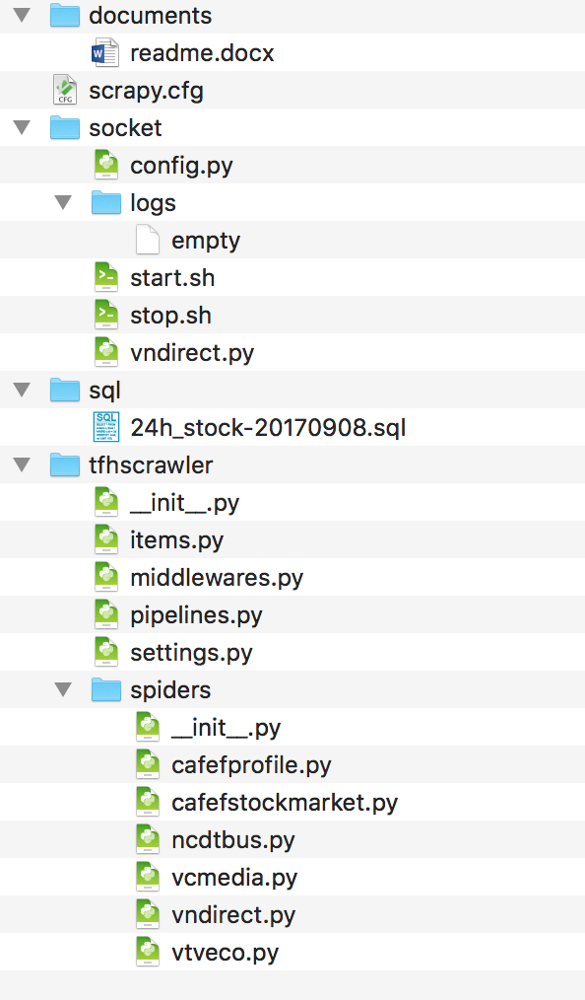 documents
readme.docx
scrapy.cfg
socket
config.py
logs
empty
start.sh
stop.sh
vndirect.py
sql
24h_stock-20170908.sql
tfhscrawler
__init__.py
items.py
middlewares.py
pipelines.py
settings.py
spiders
__init__.py
cafefprofile.py
cafefstockmarket.py
ncdtbus.py
vcmedia.py
vndirect.py
vtveco.py